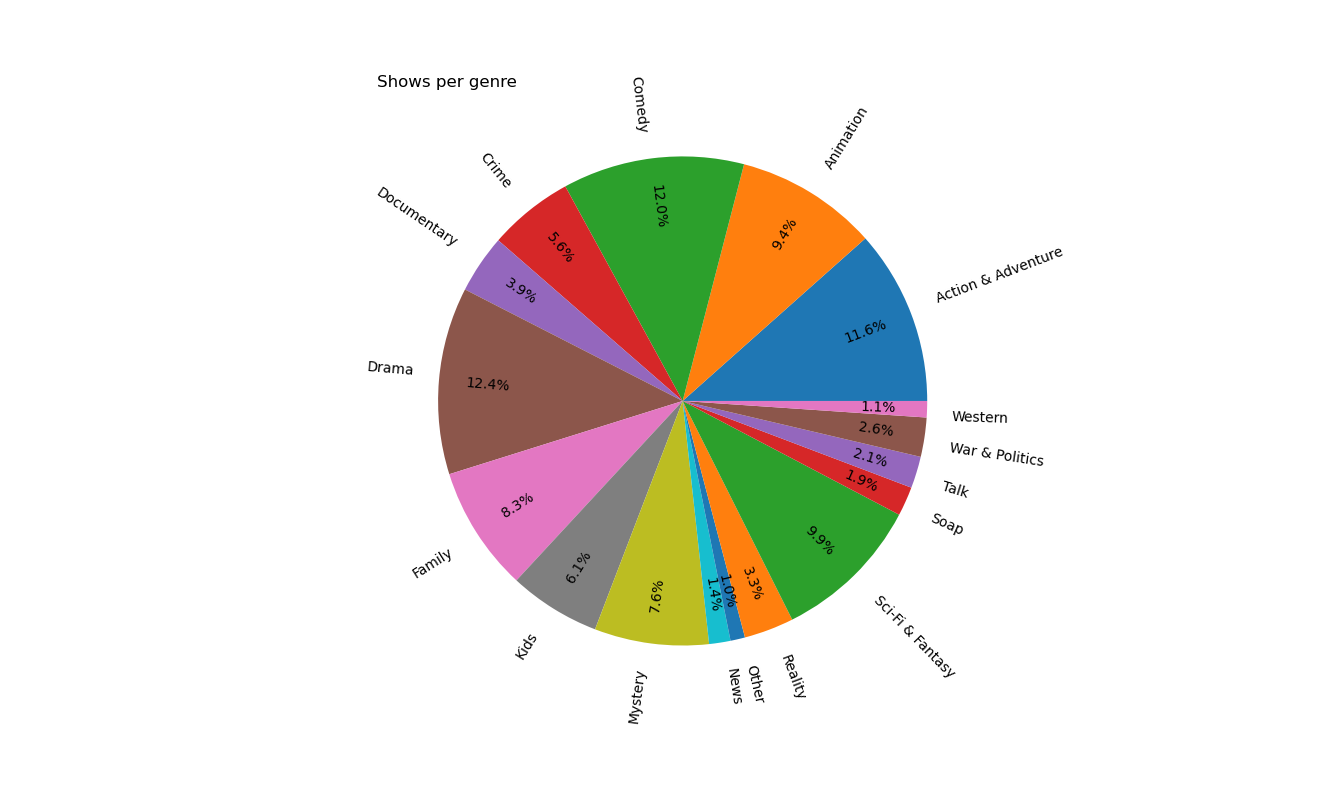 Shows per genre
Comedy
12.0%
Animation
9.4%
Action & Adventure
11.6%
Crime
5.6%
Documentary
3.9%
Drama
12.4%
Family
8.3%
Kids
6.1%
Mystery
7.6%
News
1.4%
Other
1.0%
Reality
3.3%
Sci-Fi & Fantasy
9.9%
Soap
1.9%
Talk
2.1%
War & Politics
2.6%
Western
1.1%